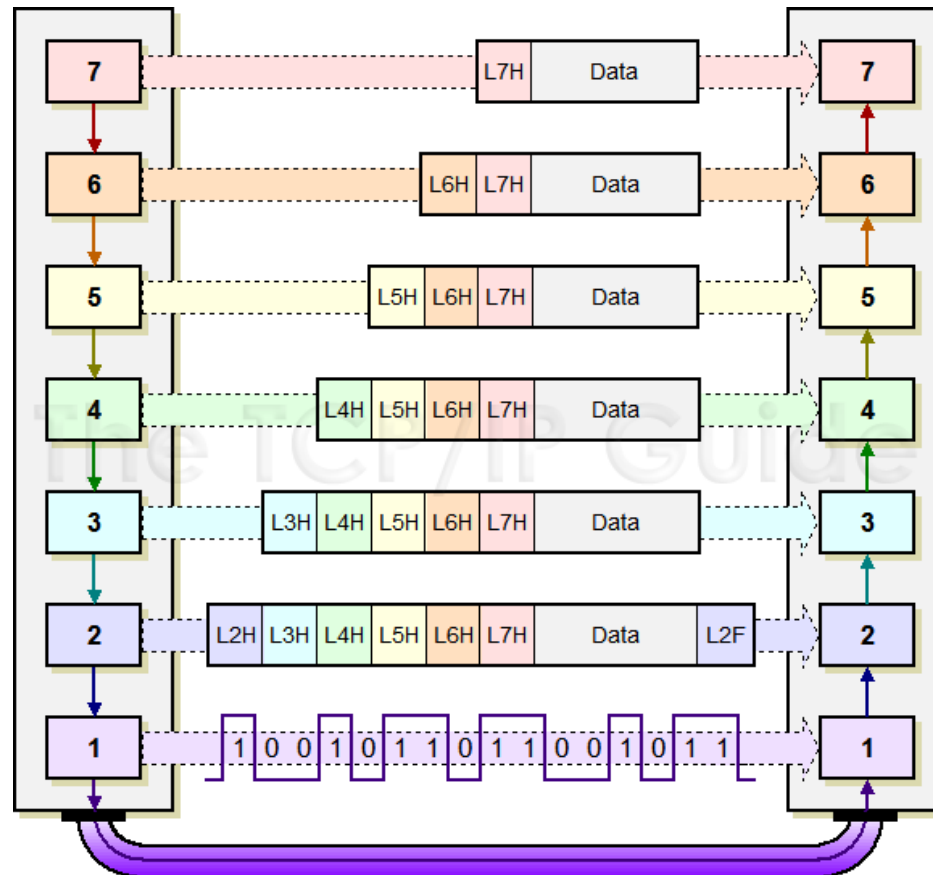 7 L7H Data 7
6 L6H L7H Data 6
5 L5H L6H L7H Data 5
4 L4H L5H L6H L7H Data 4
The TCP/IP Guide
3 L3H L4H L5H L6H L7H Data 3
2 L2H L3H L4H L5H L6H L7H Data L2F 2
1 1 0 0 1 0 1 1 0 1 1 0 0 1 0 1 1 1